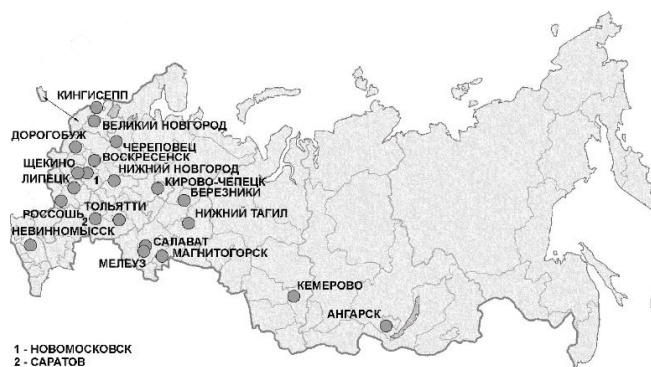 КИНГИСЕПП
ВЕЛИКИЙ НОВГОРОД
ДОРОГОБУЖ
ЧЕРЕПОВЕЦ
ВОСКРЕСЕНСК
ЩЕКИНО
НИЖНИЙ НОВГОРОД
ЛИПЕЦК
1
КИРОВО-ЧЕПЕЦК
БЕРЕЗНИКИ
РОССОШЬ
ТОЛЬЯТТИ
2
НИЖНИЙ ТАГИЛ
НЕВИННОМЫССК
САЛАВАТ
МАГНИТОГОРСК
МЕЛЕУЗ
КЕМЕРОВО
АНГАРСК
1 - НОВОМОСКОВСК
2 - САРАТОВ